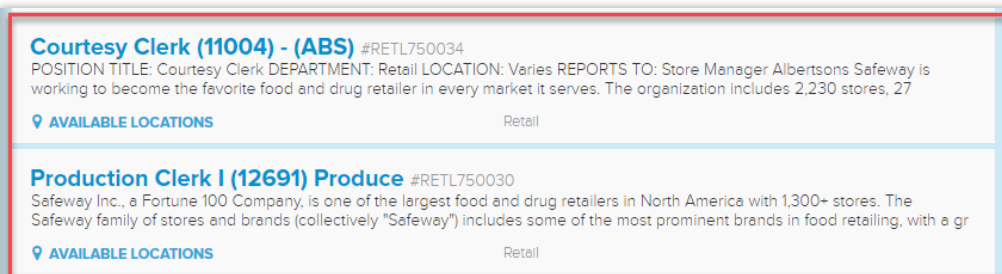 Courtesy Clerk (11004) - (ABS) #RETL750034
POSITION TITLE: Courtesy Clerk DEPARTMENT: Retail LOCATION: Varies REPORTS TO: Store Manager Albertsons Safeway is
working to become the favorite food and drug retailer in every market it serves. The organization includes 2,230 stores, 27
AVAILABLE LOCATIONS Retail
Production Clerk I (12691) Produce #RETL750030
Safeway Inc., a Fortune 100 Company, is one of the largest food and drug retailers in North America with 1,300+ stores. The
Safeway family of stores and brands (collectively "Safeway") includes some of the most prominent brands in food retailing, with a gr
AVAILABLE LOCATIONS Retail